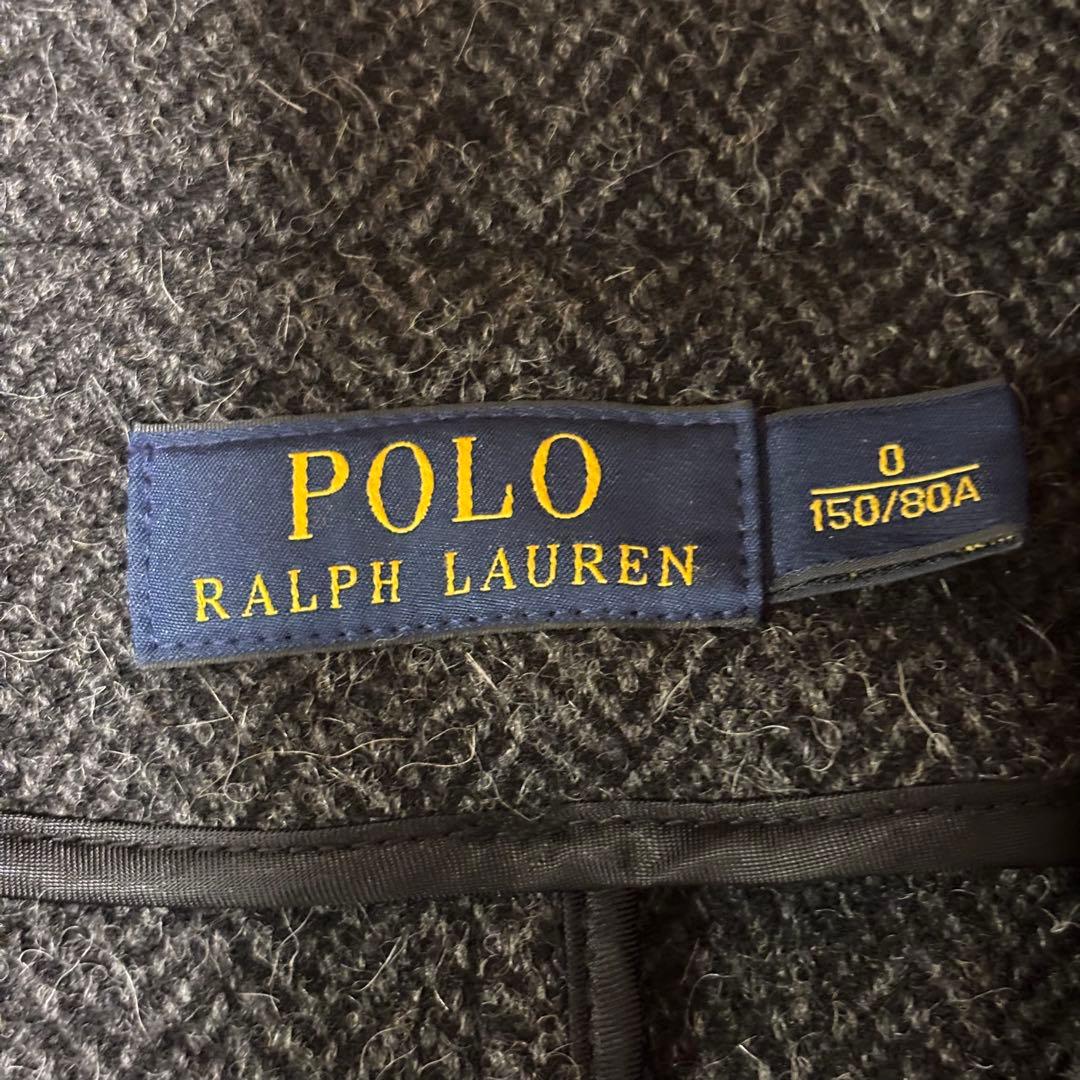 POLO
RALPH LAUREN
0
150/80A